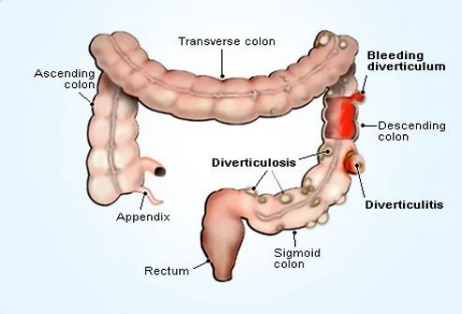 Transverse colon
Bleeding
diverticulum
Ascending
colon
Descending
colon
Diverticulosis
Diverticulitis
Appendix
Sigmoid
colon
Rectum